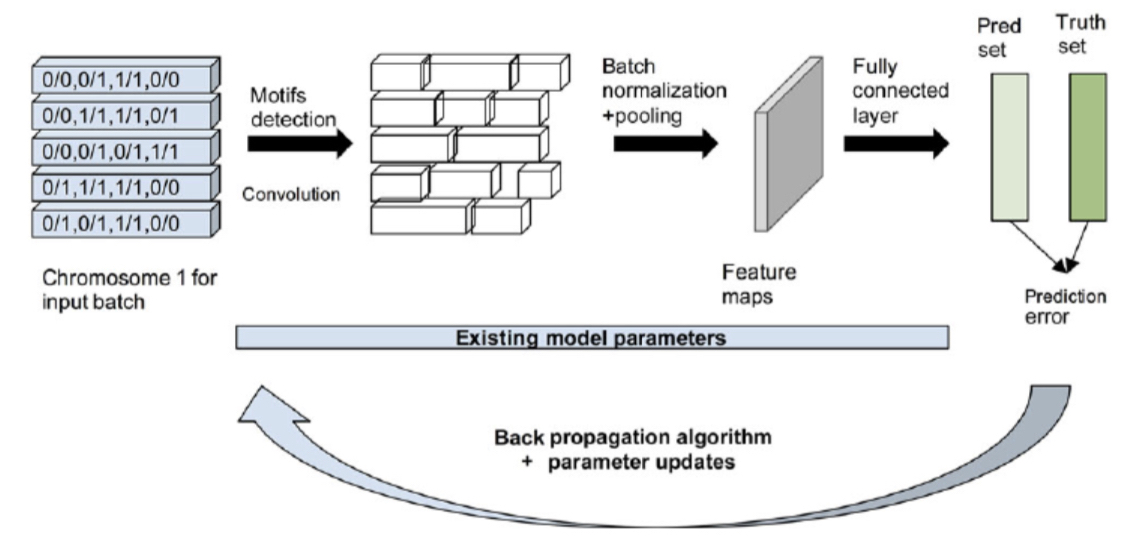 0/0,0/1,1/1,0/0
0/0,1/1,1/1,0/1
0/0,0/1,0/1,1/1
0/1,1/1,1/1,0/0
0/1,0/1,1/1,0/0
Chromosome 1 for
input batch
Motifs
detection
Convolution
Batch
normalization
+pooling
Feature
maps
Fully
connected
layer
Pred
set
Truth
set
Prediction
error
Existing model parameters
Back propagation algorithm
+ parameter updates